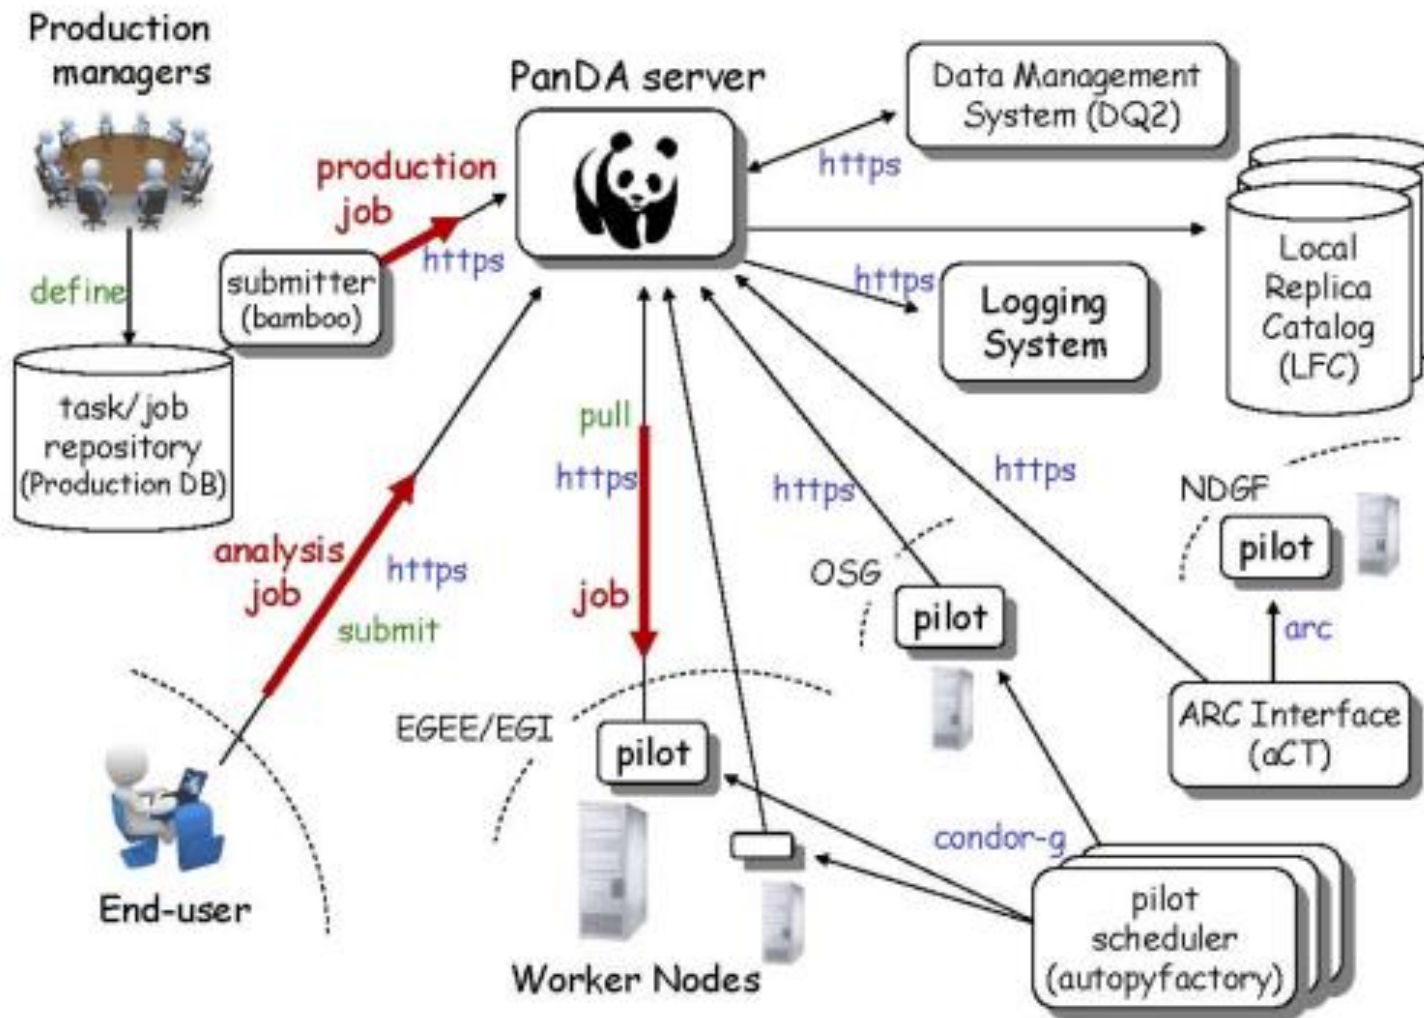 Production
managers
PanDA server
Data Management
System (DQ2)
https
production
job
https
define
submitter
(bamboo)
https
Logging
System
Local
Replica
Catalog
(LFC)
task/job
repository
(Production DB)
pull
https
https
https
NDGF
pilot
analysis
job
https
submit
job
OSG
pilot
arc
EGEE/EGI
pilot
ARC Interface
(aCT)
condor-g
End-user
pilot
scheduler
(autopyfactory)
Worker Nodes